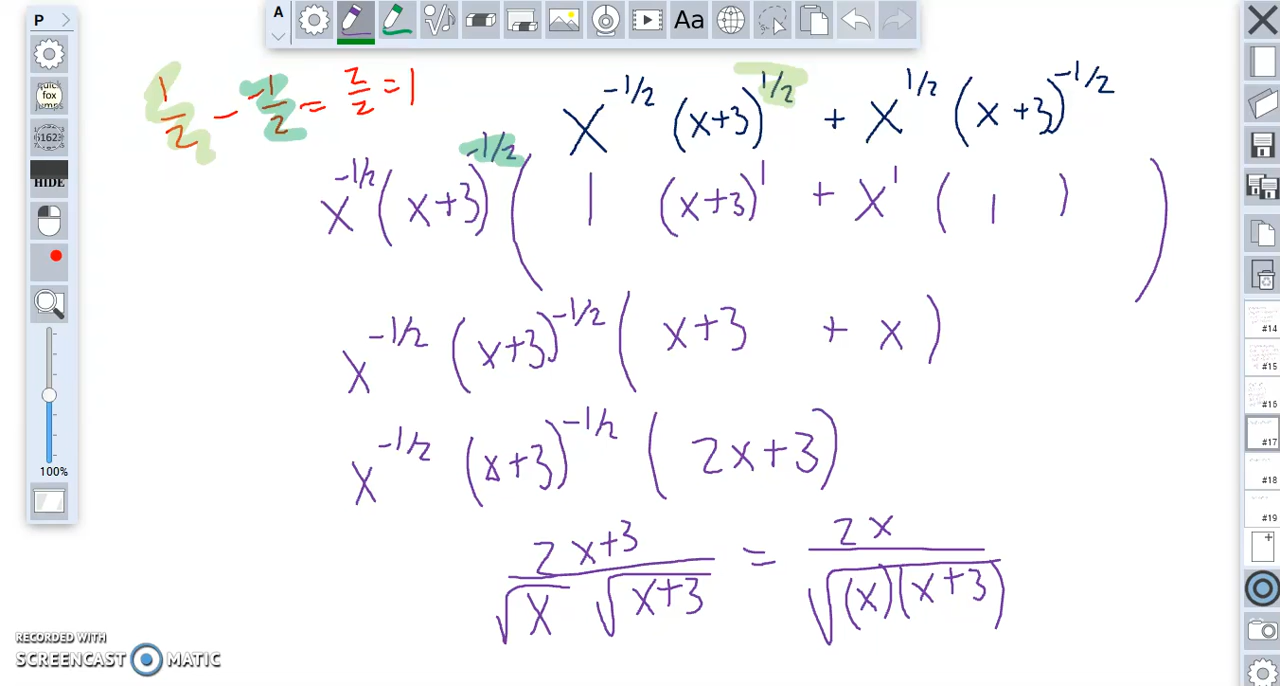 P
A
Aa
1/2 - -1/2 = 2/2 = 1
x^-1/2 (x+3)^1/2 + x^1/2 (x+3)^-1/2
x^-1/2 (x+3)^-1/2 ( 1 (x+3)^1 + x^1 ( 1 ) )
x^-1/2 (x+3)^-1/2 ( x+3 + x )
x^-1/2 (x+3)^-1/2 ( 2x+3 )
(2x+3)/(√x √(x+3)) = 2x/√((x)(x+3))
quick
fox
jumps
6162
HIDE
100%
#14
#15
#16
#17
#18
#19
RECORDED WITH
SCREENCAST MATIC